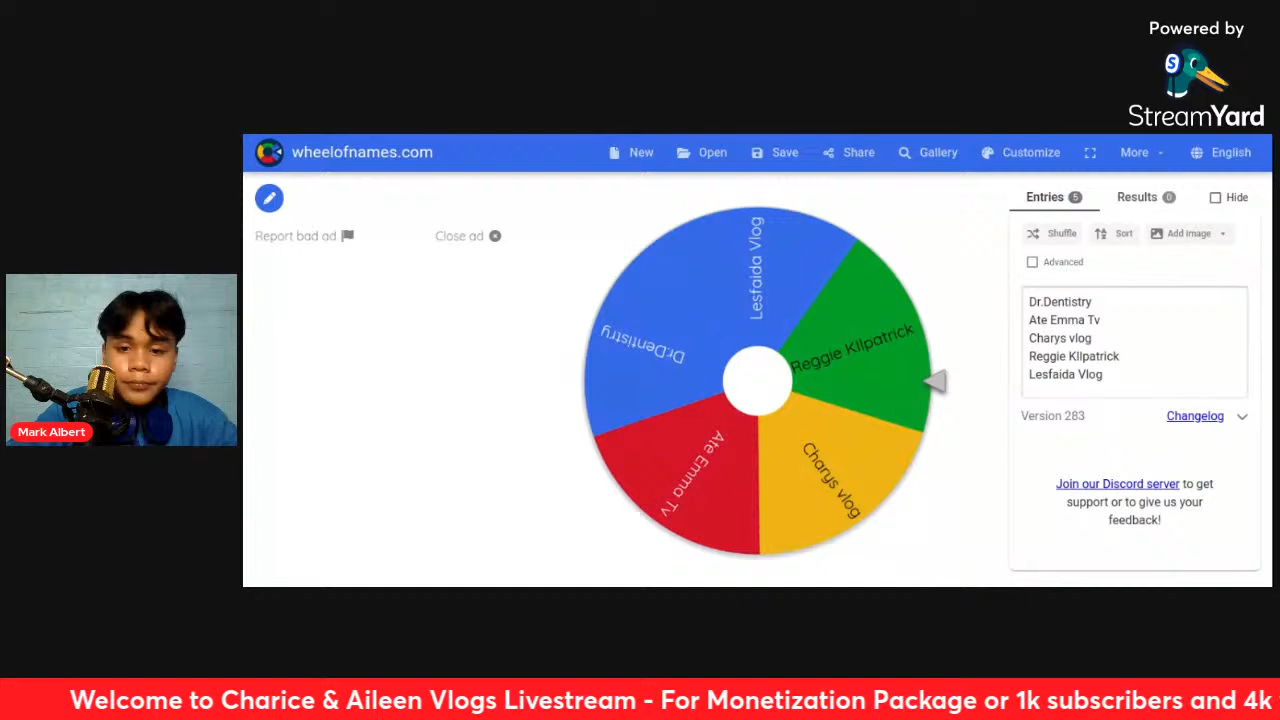 Powered by
StreamYard
wheelofnames.com
New
Open
Save
Share
Gallery
Customize
More
English
Report bad ad
Close ad
Entries 5
Results 0
Hide
Shuffle
Sort
Add image
Advanced
Dr.Dentistry
Ate Emma Tv
Charys vlog
Reggie KIlpatrick
Lesfaida Vlog
Version 283
Changelog
Join our Discord server to get
support or to give us your
feedback!
Lesfaida Vlog
Dr.Dentistry
Reggie KIlpatrick
Ate Emma Tv
Charys vlog
Mark Albert
Welcome to Charice & Aileen Vlogs Livestream - For Monetization Package or 1k subscribers and 4k